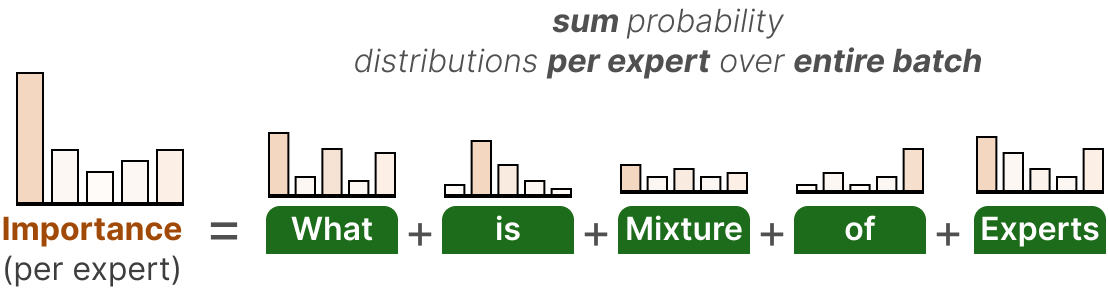 sum probability
distributions per expert over entire batch
Importance = What + is + Mixture + of + Experts
(per expert)